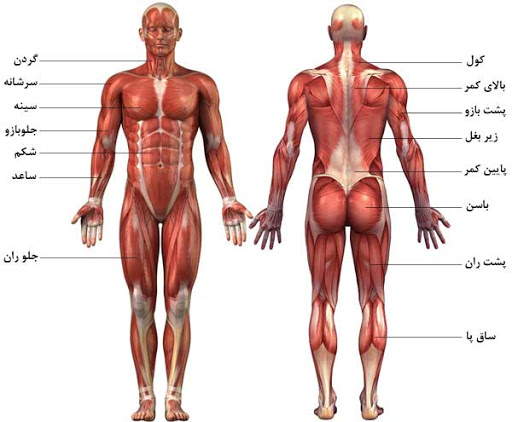 گردن
سرشانه
سینه
جلوبازو
شکم
ساعد
جلو ران
کول
بالای کمر
پشت بازو
زیر بغل
پایین کمر
باسن
پشت ران
ساق پا